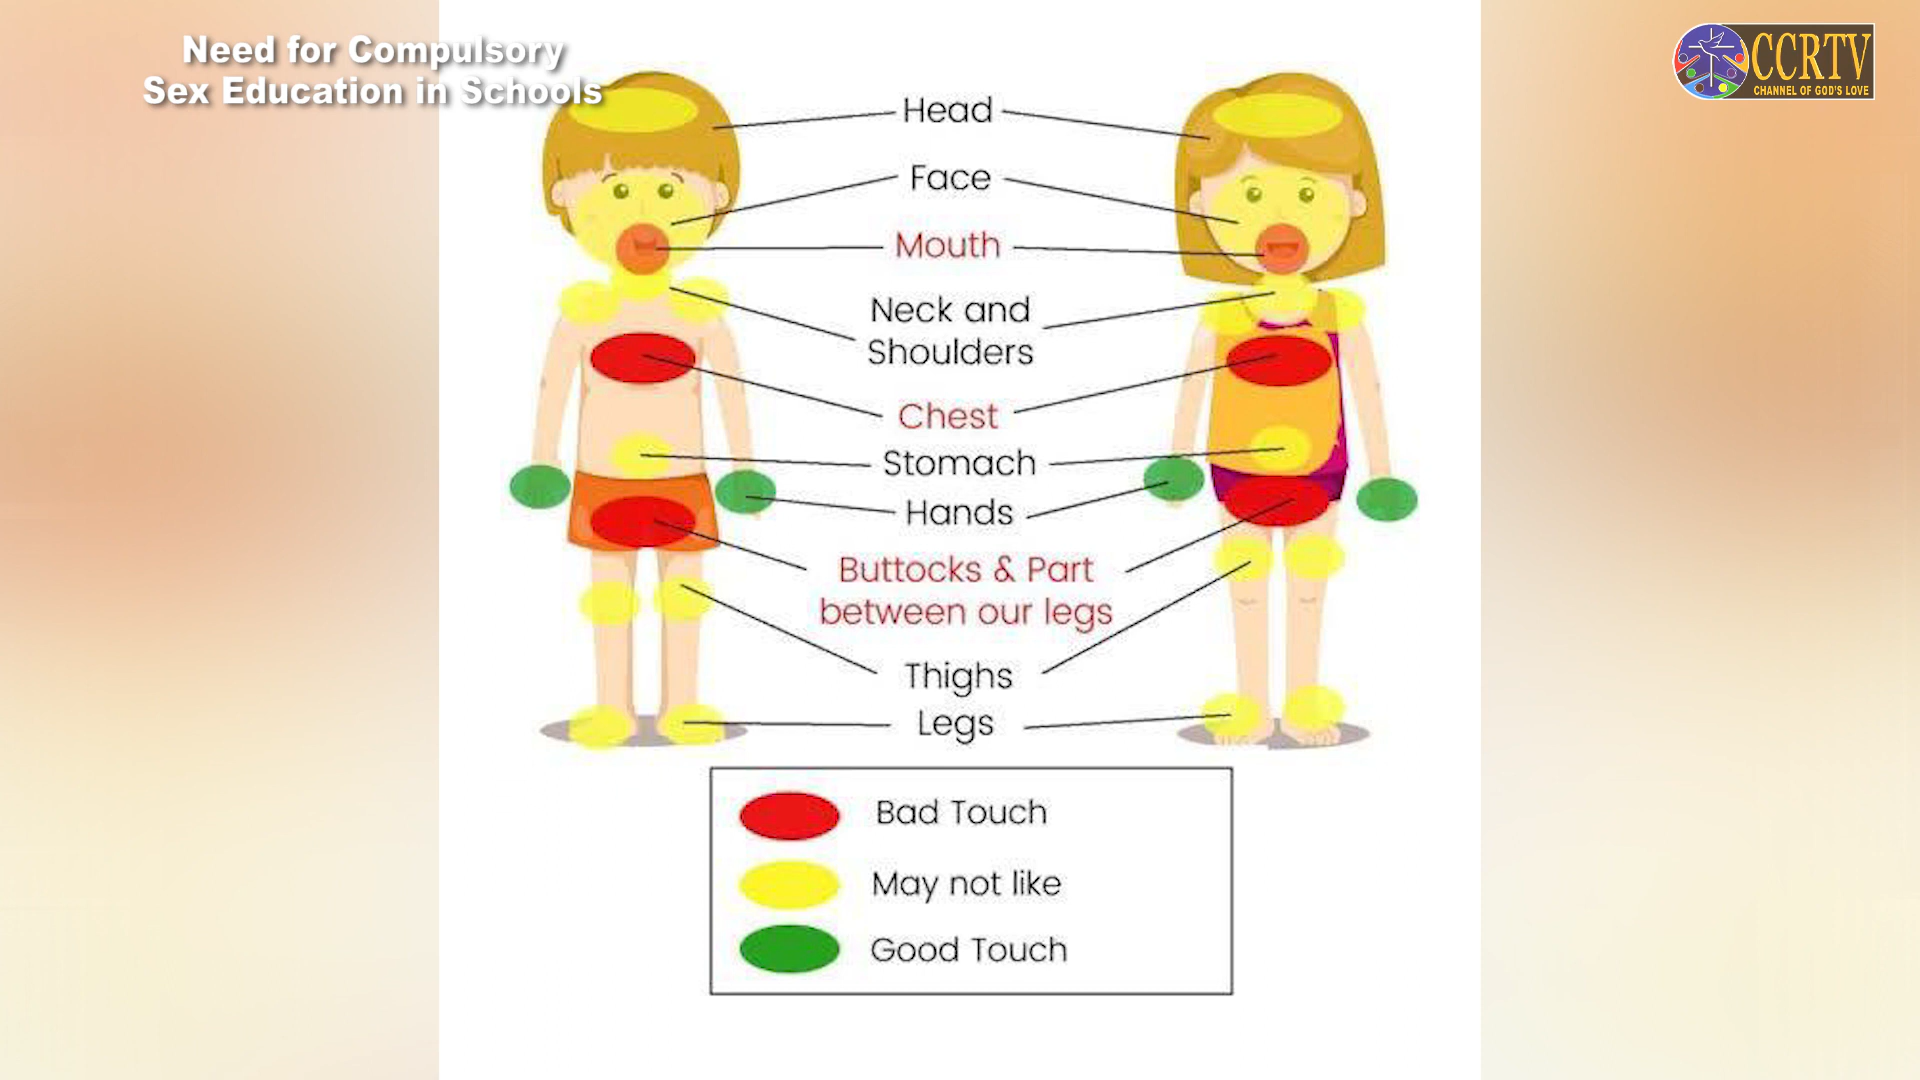 Need for Compulsory
Sex Education in Schools
CCRTV
CHANNEL OF GOD'S LOVE
Head
Face
Mouth
Neck and
Shoulders
Chest
Stomach
Hands
Buttocks & Part
between our legs
Thighs
Legs
Bad Touch
May not like
Good Touch